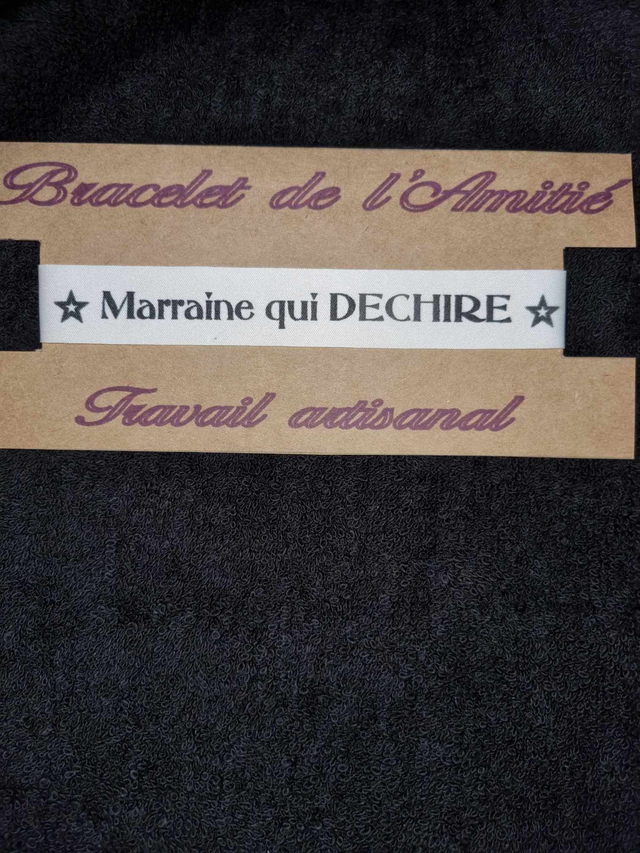 Bracelet de l'Amitié
☆ Marraine qui DECHIRE ☆
Travail artisanal